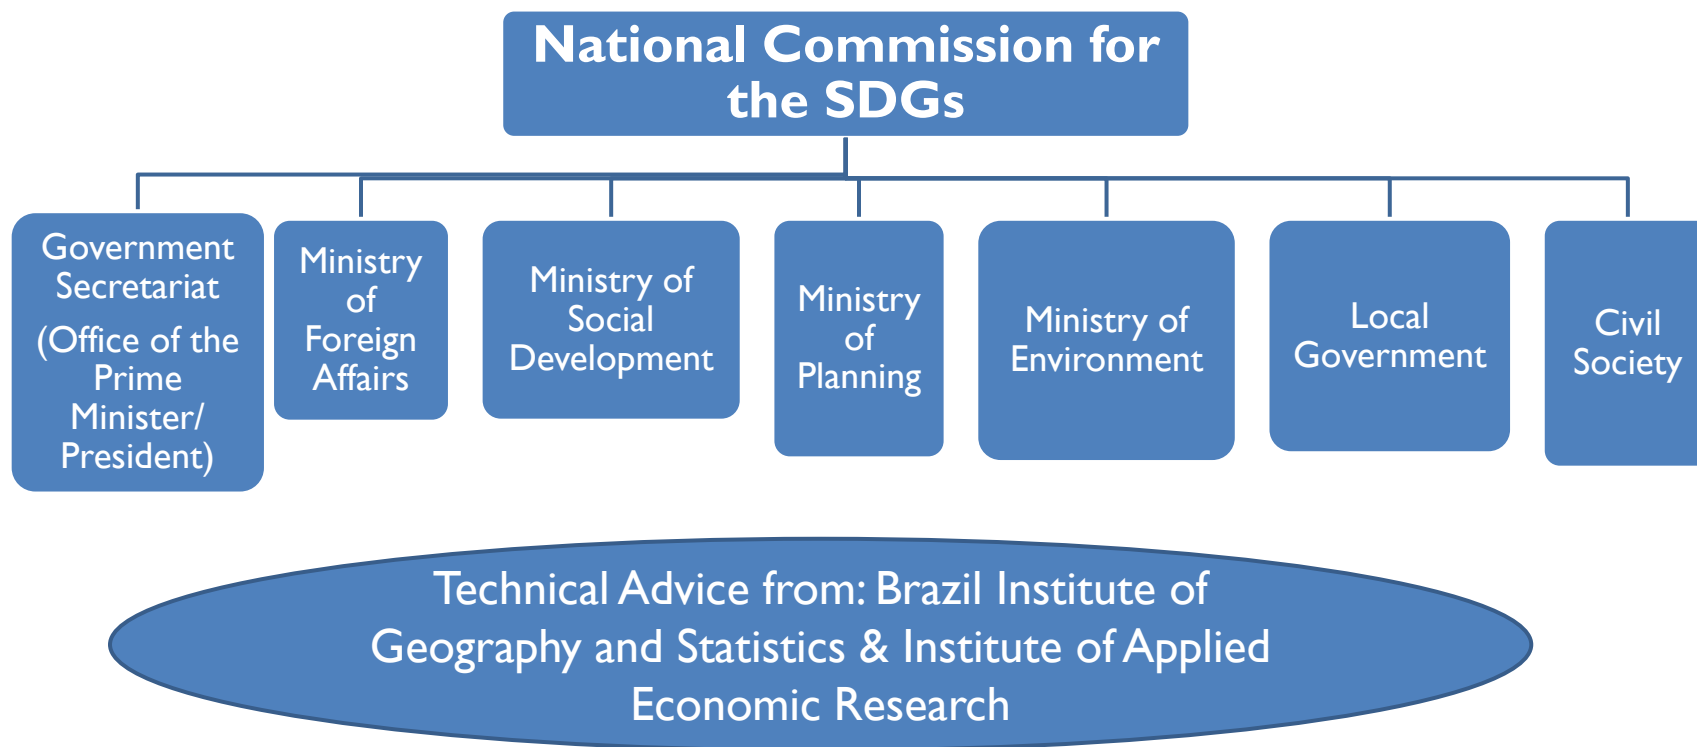 National Commission for
the SDGs
Government
Secretariat
(Office of the
Prime
Minister/
President)
Ministry
of
Foreign
Affairs
Ministry of
Social
Development
Ministry
of
Planning
Ministry of
Environment
Local
Government
Civil
Society
Technical Advice from: Brazil Institute of
Geography and Statistics & Institute of Applied
Economic Research